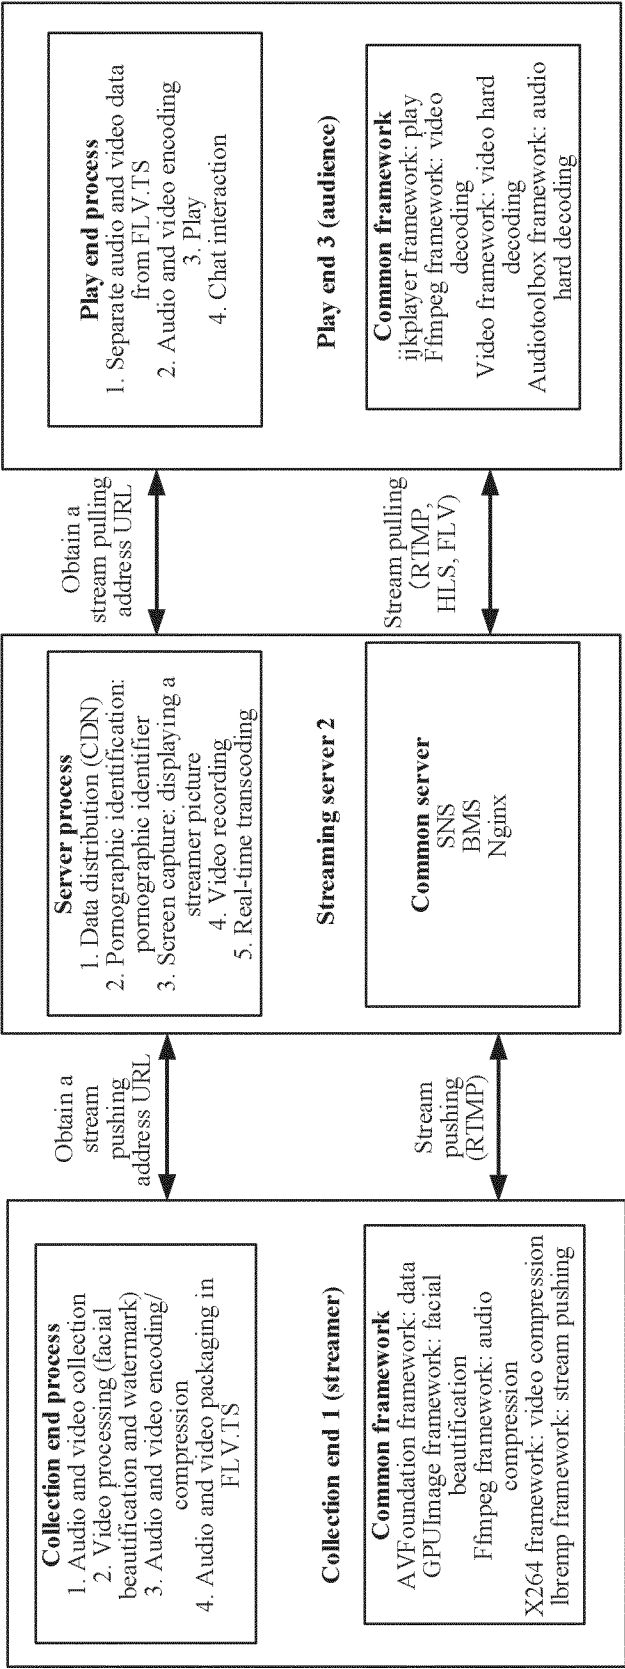 Collection end process
1. Audio and video collection
2. Video processing (facial
beautification and watermark)
3. Audio and video encoding/
compression
4. Audio and video packaging in
FLV.TS
Collection end 1 (streamer)
Common framework
AVFoundation framework: data
GPUImage framework: facial
beautification
Ffmpeg framework: audio
compression
X264 framework: video compression
lbremp framework: stream pushing
Obtain a
stream
pushing
address URL
Stream
pushing
(RTMP)
Server process
1. Data distribution (CDN)
2. Pornographic identification:
pornographic identifier
3. Screen capture: displaying a
streamer picture
4. Video recording
5. Real-time transcoding
Streaming server 2
Common server
SNS
BMS
Nginx
Obtain a
stream pulling
address URL
Stream pulling
(RTMP,
HLS, FLV)
Play end process
1. Separate audio and video data
from FLV.TS
2. Audio and video encoding
3. Play
4. Chat interaction
Play end 3 (audience)
Common framework
ijkplayer framework: play
Ffmpeg framework: video
decoding
Video framework: video hard
decoding
Audiotoolbox framework: audio
hard decoding